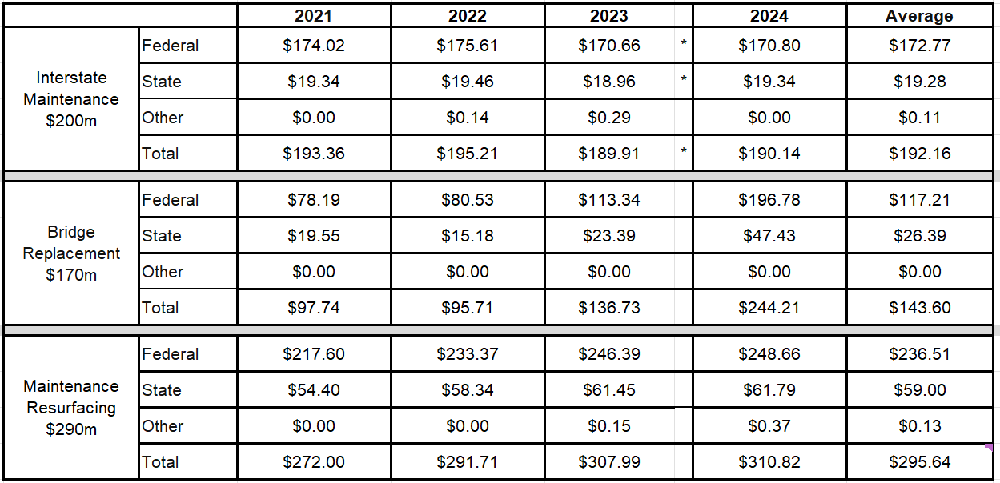 2021 2022 2023 2024 Average
Interstate
Maintenance
$200m
Federal $174.02 $175.61 $170.66 * $170.80 $172.77
State $19.34 $19.46 $18.96 * $19.34 $19.28
Other $0.00 $0.14 $0.29 $0.00 $0.11
Total $193.36 $195.21 $189.91 * $190.14 $192.16
Bridge
Replacement
$170m
Federal $78.19 $80.53 $113.34 $196.78 $117.21
State $19.55 $15.18 $23.39 $47.43 $26.39
Other $0.00 $0.00 $0.00 $0.00 $0.00
Total $97.74 $95.71 $136.73 $244.21 $143.60
Maintenance
Resurfacing
$290m
Federal $217.60 $233.37 $246.39 $248.66 $236.51
State $54.40 $58.34 $61.45 $61.79 $59.00
Other $0.00 $0.00 $0.15 $0.37 $0.13
Total $272.00 $291.71 $307.99 $310.82 $295.64